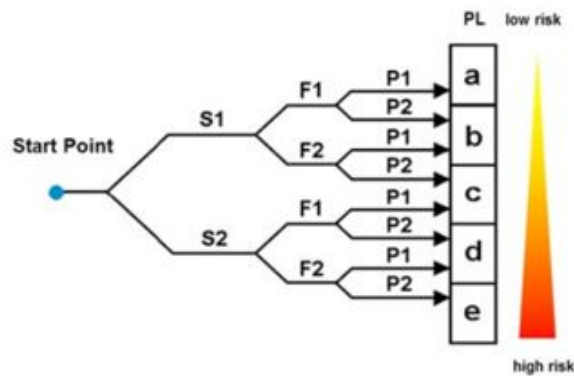 PL low risk
a
F1 P1
P2
S1 b
F2 P1
P2
Start Point
c
F1 P1
P2
S2 d
F2 P1
P2
e
high risk